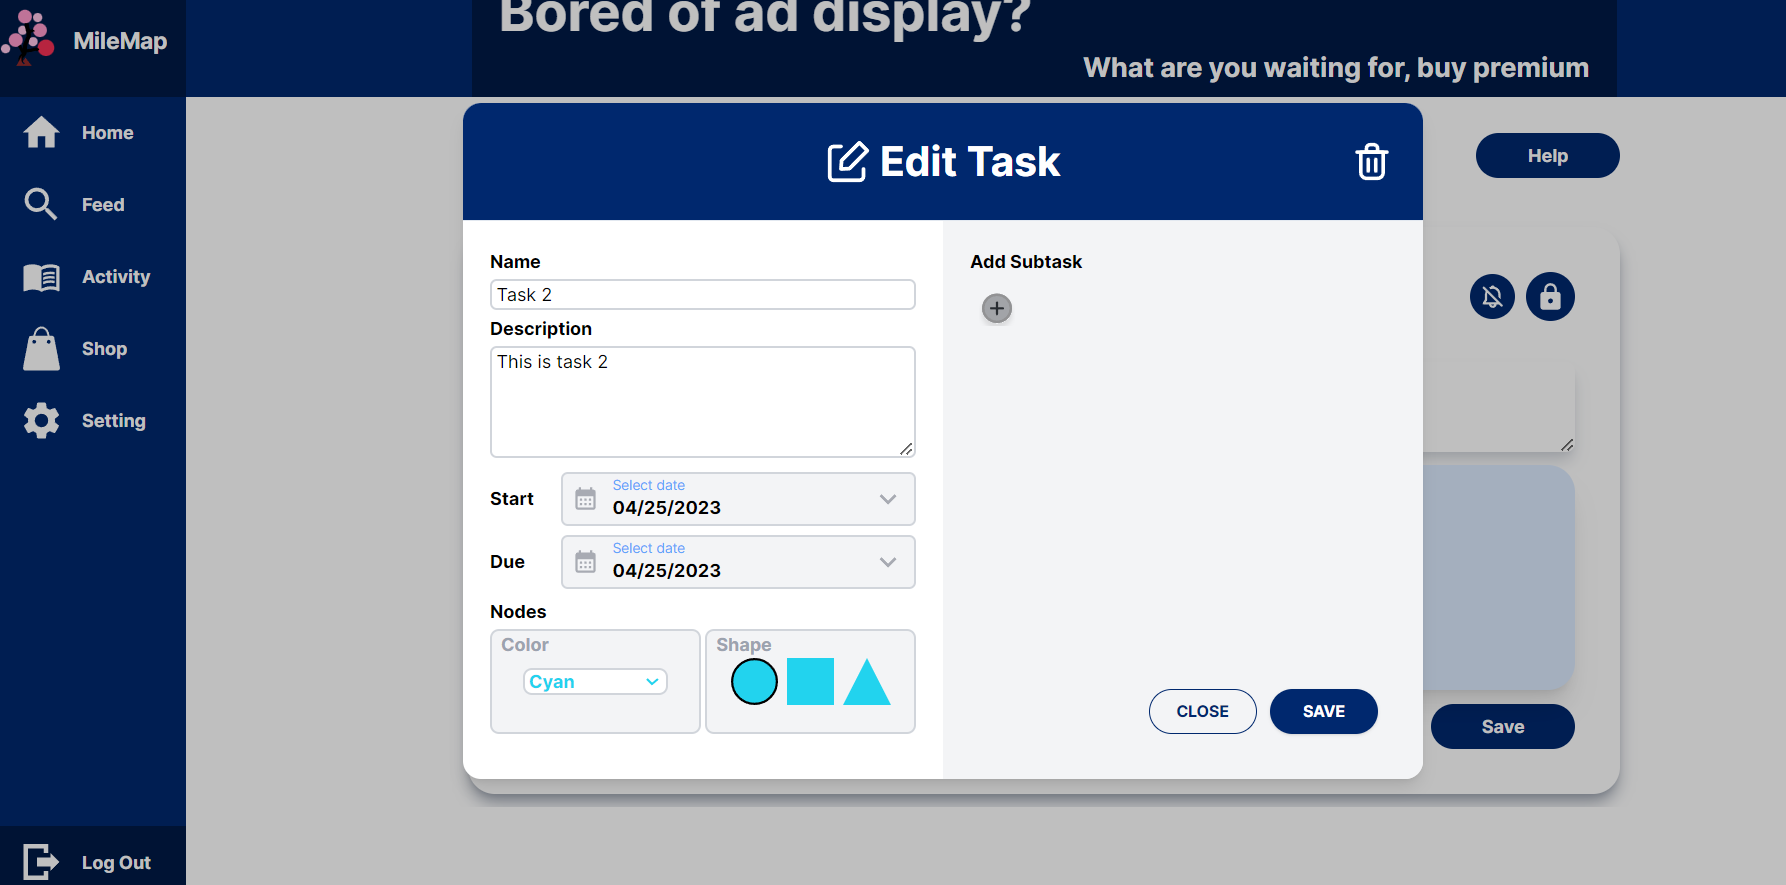 MileMap
Bored of ad display?
What are you waiting for, buy premium
Home
Feed
Activity
Shop
Setting
Log Out
Help
Edit Task
Name
Task 2
Description
This is task 2
Start
Select date
04/25/2023
Due
Select date
04/25/2023
Nodes
Color
Cyan
Shape
Add Subtask
CLOSE
SAVE
Save